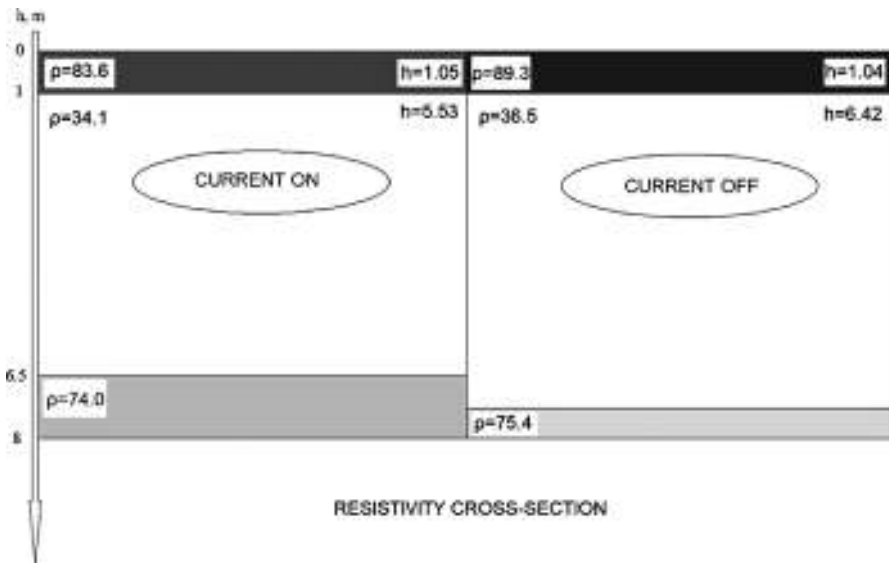 h, m
0
ρ=83.6 h=1.05 ρ=89.3 h=1.04
1
ρ=34.1 h=5.53 ρ=36.5 h=6.42
CURRENT ON CURRENT OFF
6.5
ρ=74.0
ρ=75.4
8
RESISTIVITY CROSS-SECTION